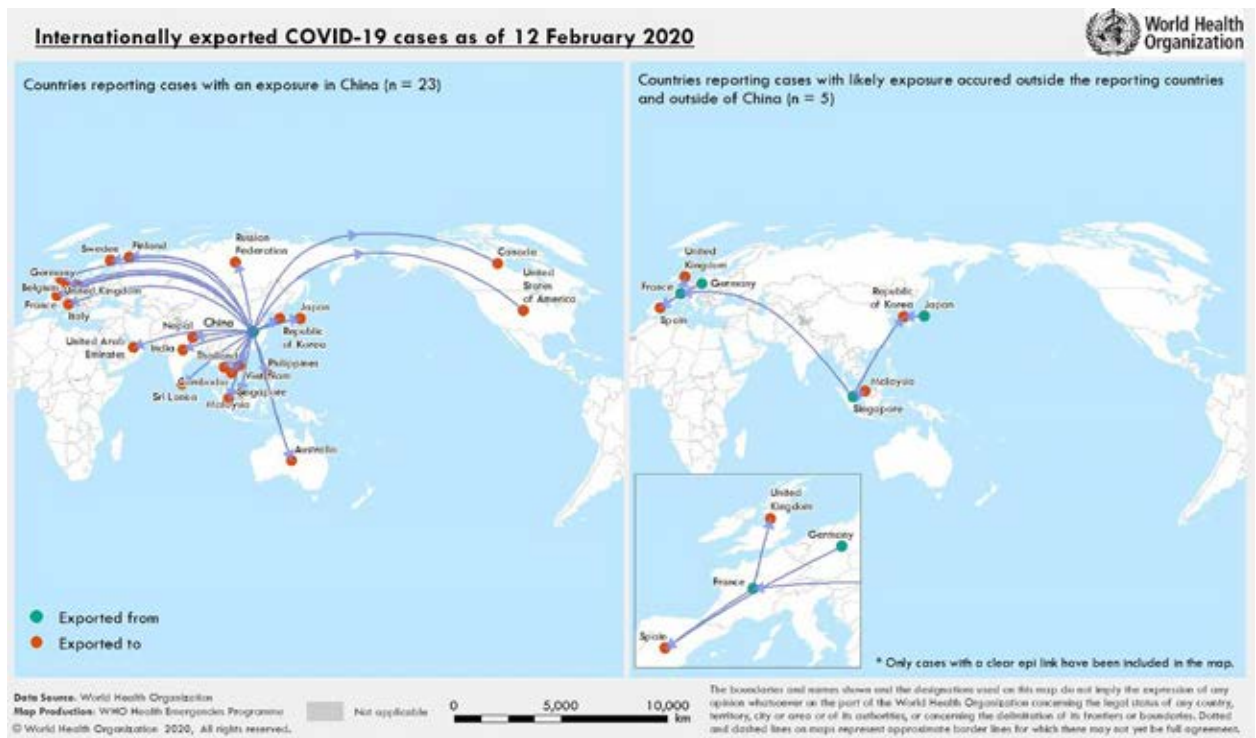 Internationally exported COVID-19 cases as of 12 February 2020
World Health
Organization
Countries reporting cases with an exposure in China (n = 23)
Sweden
Finland
Russian
Federation
Germany
Belgium
United Kingdom
France
Italy
Nepal
China
United Arab
Emirates
India
Thailand
Cambodia
Viet Nam
Philippines
Sri Lanka
Singapore
Malaysia
Japan
Republic
of Korea
Canada
United
States
of America
Australia
Exported from
Exported to
Countries reporting cases with likely exposure occured outside the reporting countries
and outside of China (n = 5)
United
Kingdom
France
Germany
Spain
Republic
of Korea
Japan
Malaysia
Singapore
United
Kingdom
Germany
France
Spain
* Only cases with a clear epi link have been included in the map.
Data Source: World Health Organization
Map Production: WHO Health Emergencies Programme
© World Health Organization 2020, All rights reserved.
Not applicable
0 5,000 10,000
km
The boundaries and names shown and the designations used on this map do not imply the expression of any
opinion whatsoever on the part of the World Health Organization concerning the legal status of any country,
territory, city or area or of its authorities, or concerning the delimitation of its frontiers or boundaries. Dotted
and dashed lines on maps represent approximate border lines for which there may not yet be full agreement.